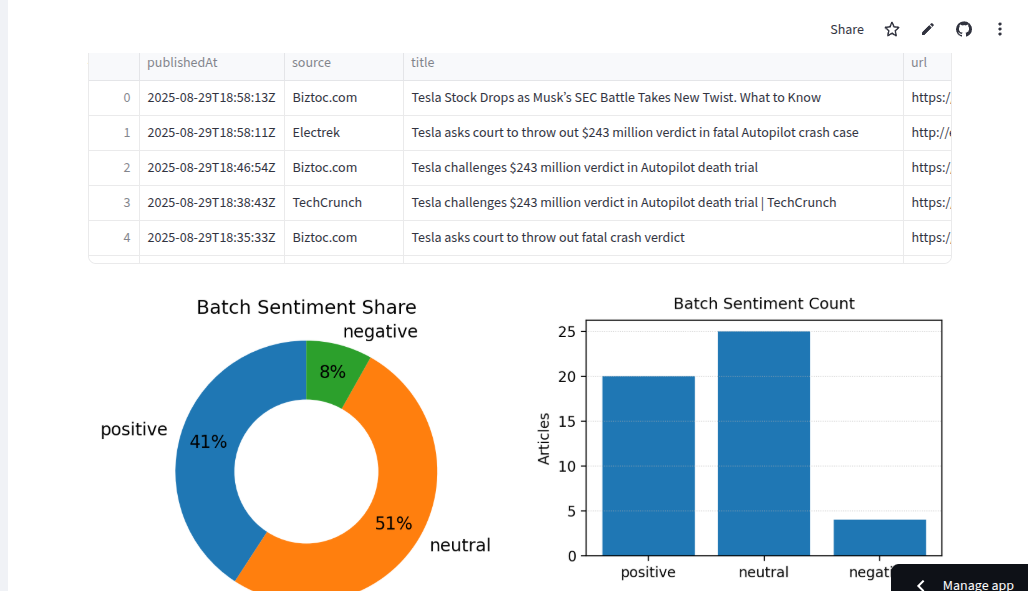 Share
publishedAt source title url
0 2025-08-29T18:58:13Z Biztoc.com Tesla Stock Drops as Musk’s SEC Battle Takes New Twist. What to Know https:/
1 2025-08-29T18:58:11Z Electrek Tesla asks court to throw out $243 million verdict in fatal Autopilot crash case http://
2 2025-08-29T18:46:54Z Biztoc.com Tesla challenges $243 million verdict in Autopilot death trial https:/
3 2025-08-29T18:38:43Z TechCrunch Tesla challenges $243 million verdict in Autopilot death trial | TechCrunch https:/
4 2025-08-29T18:35:33Z Biztoc.com Tesla asks court to throw out fatal crash verdict https:/
Batch Sentiment Share
negative
8%
positive
41%
51%
neutral
Batch Sentiment Count
25
20
15
10
5
0
Articles
positive neutral negati
Manage app